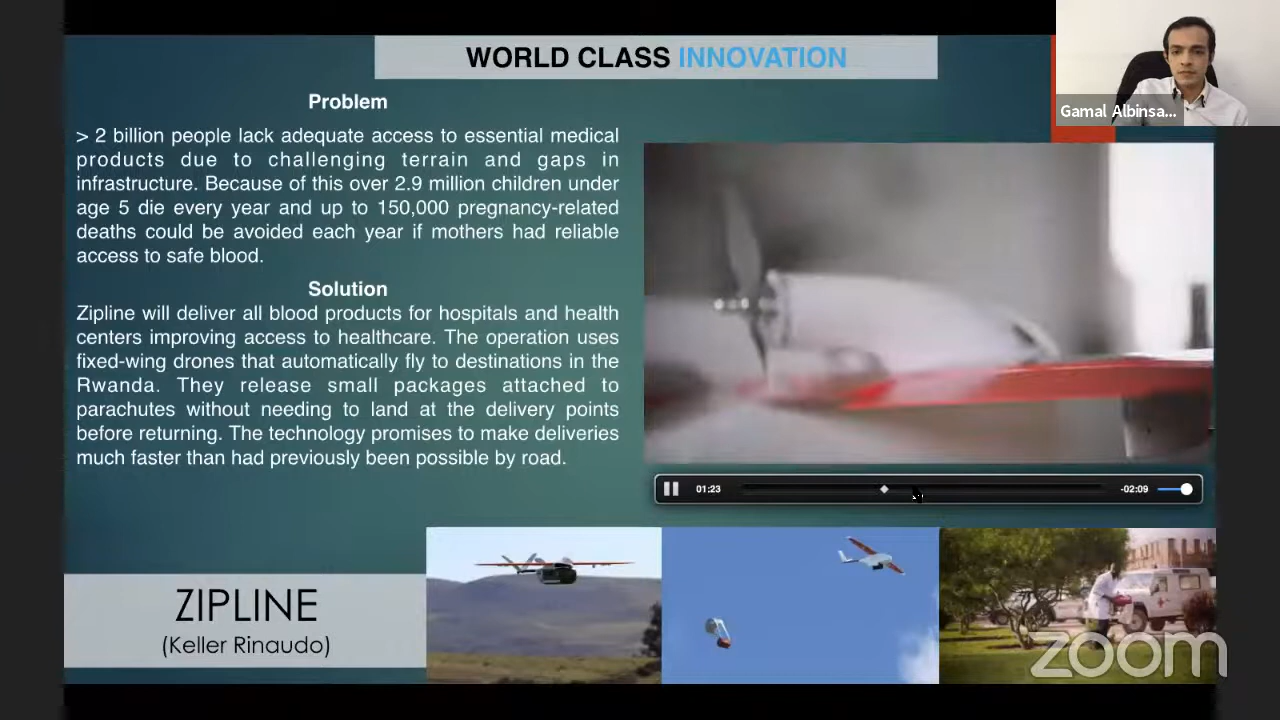 WORLD CLASS INNOVATION
Gamal Albinsa...
Problem
> 2 billion people lack adequate access to essential medical
products due to challenging terrain and gaps in
infrastructure. Because of this over 2.9 million children under
age 5 die every year and up to 150,000 pregnancy-related
deaths could be avoided each year if mothers had reliable
access to safe blood.
Solution
Zipline will deliver all blood products for hospitals and health
centers improving access to healthcare. The operation uses
fixed-wing drones that automatically fly to destinations in the
Rwanda. They release small packages attached to
parachutes without needing to land at the delivery points
before returning. The technology promises to make deliveries
much faster than had previously been possible by road.
01:23
-02:09
ZIPLINE
(Keller Rinaudo)
zoom